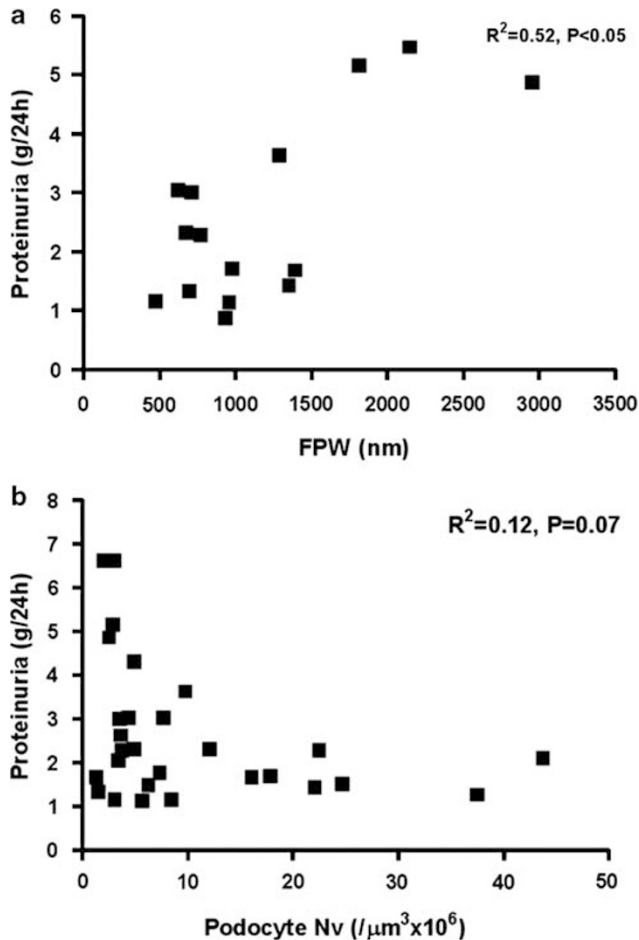 a
R²=0.52, P<0.05
Proteinuria (g/24h)
6
5
4
3
2
1
0
0 500 1000 1500 2000 2500 3000 3500
FPW (nm)
b
R²=0.12, P=0.07
Proteinuria (g/24h)
8
7
6
5
4
3
2
1
0
0 10 20 30 40 50
Podocyte Nv (/μm³x10⁶)